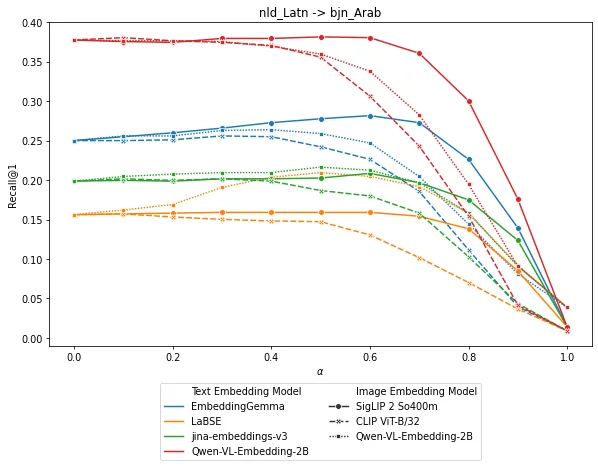 nld_Latn -> bjn_Arab
Recall@1
0.40
0.35
0.30
0.25
0.20
0.15
0.10
0.05
0.00
0.0 0.2 0.4 0.6 0.8 1.0
α
Text Embedding Model Image Embedding Model
EmbeddingGemma SigLIP 2 So400m
LaBSE CLIP ViT-B/32
jina-embeddings-v3 Qwen-VL-Embedding-2B
Qwen-VL-Embedding-2B